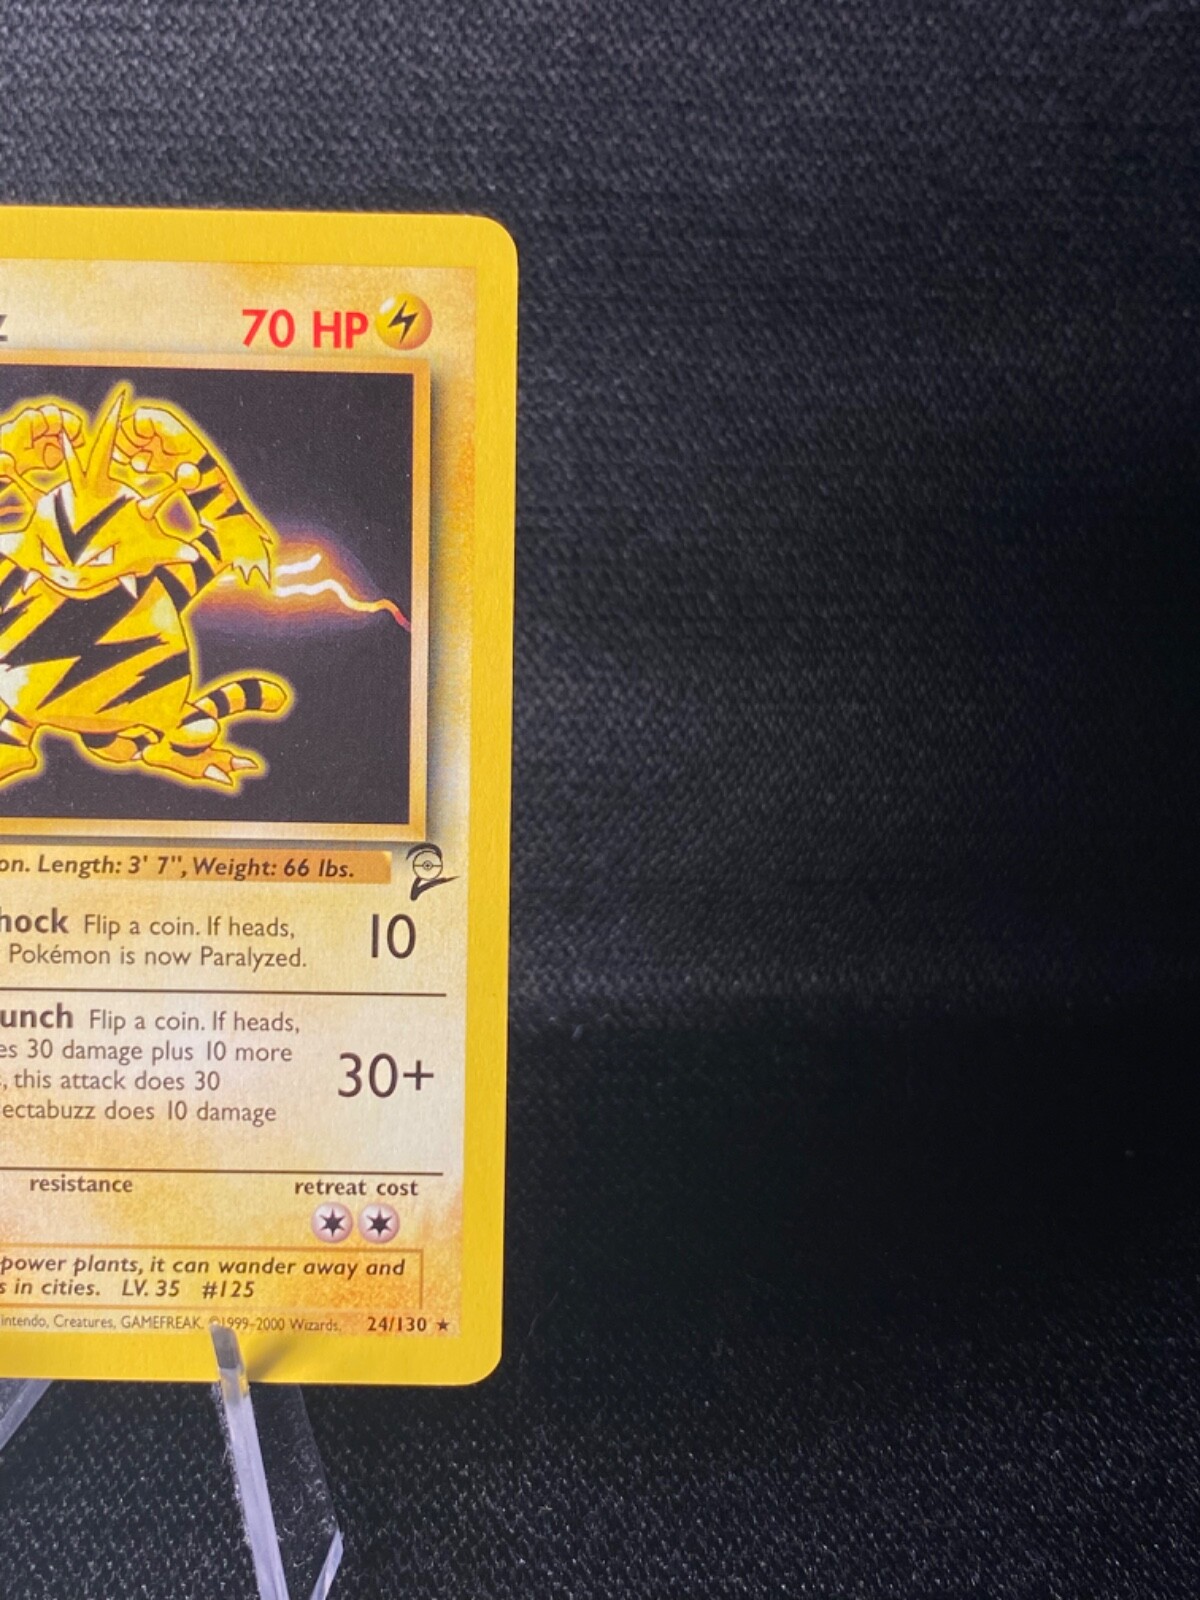 z 70 HP
on. Length: 3' 7", Weight: 66 lbs.
hock Flip a coin. If heads, 10
Pokémon is now Paralyzed.
unch Flip a coin. If heads,
es 30 damage plus 10 more
, this attack does 30 30+
ectabuzz does 10 damage
resistance retreat cost
power plants, it can wander away and
s in cities. LV. 35 #125
intendo, Creatures, GAMEFREAK. ©1999-2000 Wizards. 24/130 ★